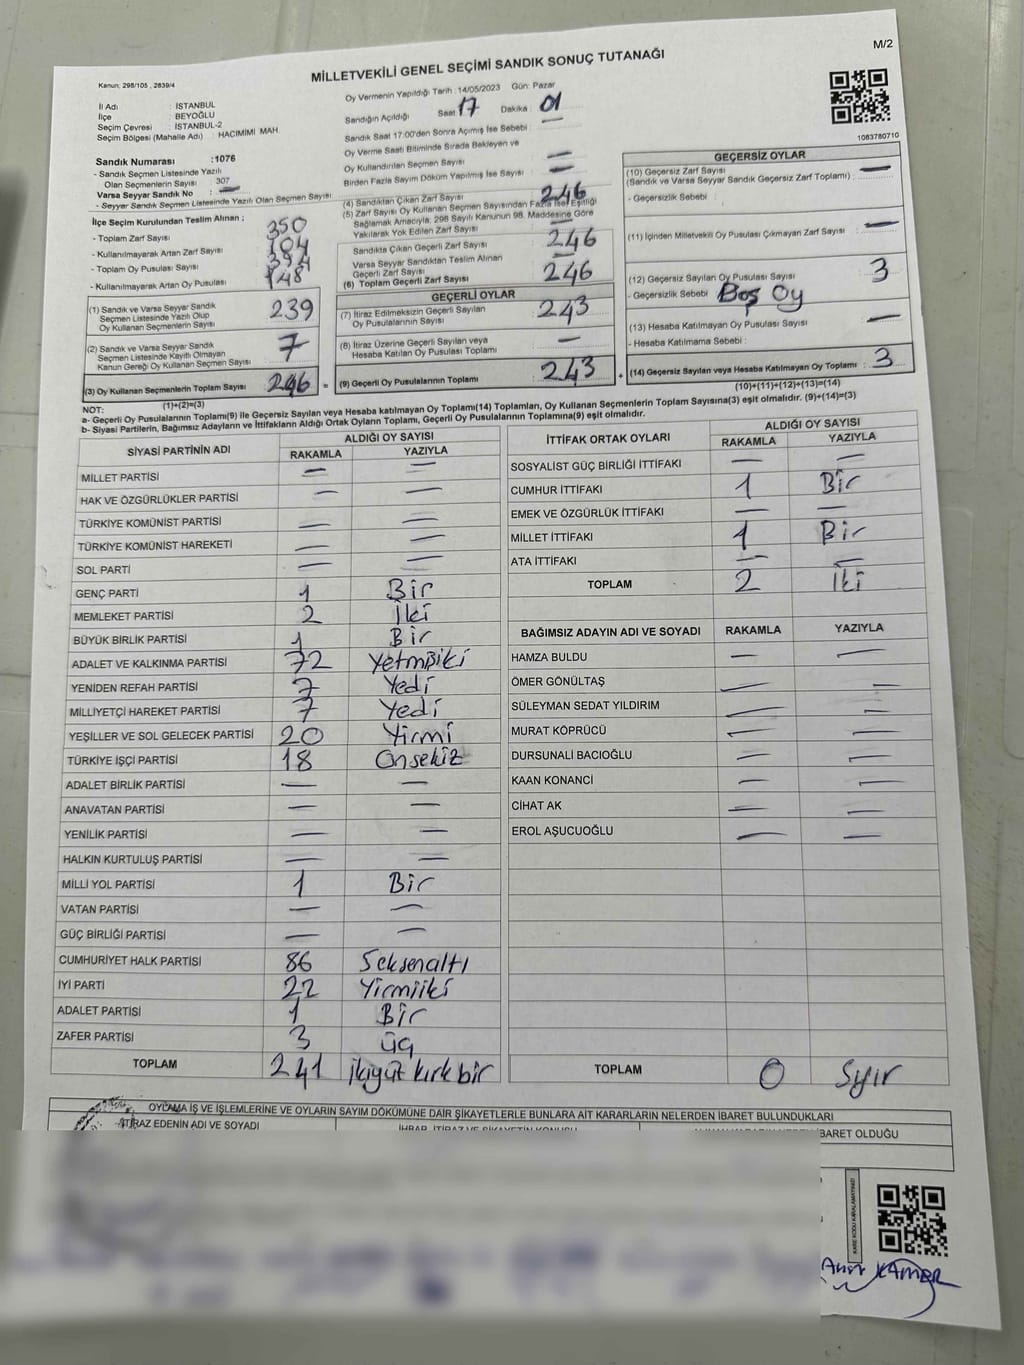 M/2
MİLLETVEKİLİ GENEL SEÇİMİ SANDIK SONUÇ TUTANAĞI
Kanun: 298/105 , 2839/4
İl Adı : İSTANBUL
İlçe : BEYOĞLU
Seçim Çevresi : İSTANBUL-2
Seçim Bölgesi (Mahalle Adı) : HACIMİMİ MAH.
Sandık Numarası :1076
- Sandık Seçmen Listesinde Yazılı
Olan Seçmenlerin Sayısı : 307
Varsa Seyyar Sandık No : —
- Seyyar Sandık Seçmen Listesinde Yazılı Olan Seçmen Sayısı
İlçe Seçim Kurulundan Teslim Alınan ;
- Toplam Zarf Sayısı 350
- Kullanılmayarak Artan Zarf Sayısı 104
- Toplam Oy Pusulası Sayısı
- Kullanılmayarak Artan Oy Pusulası 148
(1) Sandık ve Varsa Seyyar Sandık
Seçmen Listesinde Yazılı Olup
Oy Kullanan Seçmenlerin Sayısı 239
(2) Sandık ve Varsa Seyyar Sandık
Seçmen Listesinde Kayıtlı Olmayan
Kanun Gereği Oy Kullanan Seçmen Sayısı 7
(3) Oy Kullanan Seçmenlerin Toplam Sayısı 246 =
(1)+(2)=(3)
Oy Vermenin Yapıldığı Tarih : 14/05/2023 Gün: Pazar
Sandığın Açıldığı Saat 17 Dakika : 01
Sandık Saat 17:00'den Sonra Açılmış İse Sebebi : —
Oy Verme Saati Bitiminde Sırada Bekleyen ve
Oy Kullandırılan Seçmen Sayısı : —
Birden Fazla Sayım Döküm Yapılmış İse Sayısı : —
(4) Sandıktan Çıkan Zarf Sayısı 246
(5) Zarf Sayısı Oy Kullanan Seçmen Sayısından Fazla İse, Eşitliği
Sağlamak Amacıyla, 298 Sayılı Kanunun 98. Maddesine Göre
Yakılarak Yok Edilen Zarf Sayısı —
Sandıkta Çıkan Geçerli Zarf Sayısı 246
Varsa Seyyar Sandıktan Teslim Alınan
Geçerli Zarf Sayısı —
(6) Toplam Geçerli Zarf Sayısı 246
GEÇERLİ OYLAR
(7) İtiraz Edilmeksizin Geçerli Sayılan
Oy Pusulalarının Sayısı 243
(8) İtiraz Üzerine Geçerli Sayılan veya
Hesaba Katılan Oy Pusulası Toplamı —
(9) Geçerli Oy Pusulalarının Toplamı 243 +
1083780710
GEÇERSİZ OYLAR
(10) Geçersiz Zarf Sayısı —
(Sandık ve Varsa Seyyar Sandık Geçersiz Zarf Toplamı)
- Geçersizlik Sebebi :
(11) İçinden Milletvekili Oy Pusulası Çıkmayan Zarf Sayısı —
(12) Geçersiz Sayılan Oy Pusulası Sayısı 3
- Geçersizlik Sebebi Boş Oy
(13) Hesaba Katılmayan Oy Pusulası Sayısı —
- Hesaba Katılmama Sebebi :
(14) Geçersiz Sayılan veya Hesaba Katılmayan Oy Toplamı 3
(10)+(11)+(12)+(13)=(14)
NOT:
a- Geçerli Oy Pusulalarının Toplamı(9) ile Geçersiz Sayılan veya Hesaba katılmayan Oy Toplamı(14) Toplamları, Oy Kullanan Seçmenlerin Toplam Sayısına(3) eşit olmalıdır. (9)+(14)=(3)
b- Siyasi Partilerin, Bağımsız Adayların ve İttifakların Aldığı Ortak Oyların Toplamı, Geçerli Oy Pusulalarının Toplamına(9) eşit olmalıdır.
SİYASİ PARTİNİN ADI ALDIĞI OY SAYISI
RAKAMLA YAZIYLA
MİLLET PARTİSİ — —
HAK VE ÖZGÜRLÜKLER PARTİSİ — —
TÜRKİYE KOMÜNİST PARTİSİ — —
TÜRKİYE KOMÜNİST HAREKETİ — —
SOL PARTİ — —
GENÇ PARTİ 1 Bir
MEMLEKET PARTİSİ 2 İki
BÜYÜK BİRLİK PARTİSİ 1 Bir
ADALET VE KALKINMA PARTİSİ 72 Yetmişiki
YENİDEN REFAH PARTİSİ 7 Yedi
MİLLİYETÇİ HAREKET PARTİSİ 7 Yedi
YEŞİLLER VE SOL GELECEK PARTİSİ 20 Yirmi
TÜRKİYE İŞÇİ PARTİSİ 18 Onsekiz
ADALET BİRLİK PARTİSİ — —
ANAVATAN PARTİSİ — —
YENİLİK PARTİSİ — —
HALKIN KURTULUŞ PARTİSİ — —
MİLLİ YOL PARTİSİ 1 Bir
VATAN PARTİSİ — —
GÜÇ BİRLİĞİ PARTİSİ — —
CUMHURİYET HALK PARTİSİ 86 Seksenaltı
İYİ PARTİ 22 Yirmiiki
ADALET PARTİSİ 1 Bir
ZAFER PARTİSİ 3 üç
TOPLAM 241 ikiyüz kırk bir
İTTİFAK ORTAK OYLARI ALDIĞI OY SAYISI
RAKAMLA YAZIYLA
SOSYALİST GÜÇ BİRLİĞİ İTTİFAKI — —
CUMHUR İTTİFAKI 1 Bir
EMEK VE ÖZGÜRLÜK İTTİFAKI — —
MİLLET İTTİFAKI 1 Bir
ATA İTTİFAKI — —
TOPLAM 2 İki
BAĞIMSIZ ADAYIN ADI VE SOYADI RAKAMLA YAZIYLA
HAMZA BULDU — —
ÖMER GÖNÜLTAŞ — —
SÜLEYMAN SEDAT YILDIRIM — —
MURAT KÖPRÜCÜ — —
DURSUNALİ BACIOĞLU — —
KAAN KONANCİ — —
CİHAT AK — —
EROL AŞUCUOĞLU — —
TOPLAM 0 Sıfır
OYLAMA İŞ VE İŞLEMLERİNE VE OYLARIN SAYIM DÖKÜMÜNE DAİR ŞİKAYETLERLE BUNLARA AİT KARARLARIN NELERDEN İBARET BULUNDUKLARI
İTİRAZ EDENİN ADI VE SOYADI İHBAR, İTİRAZ VE ŞİKAYETİN KONUSU BARET OLDUĞU
KARE KODU KARALAMAYINIZ!
KAMER